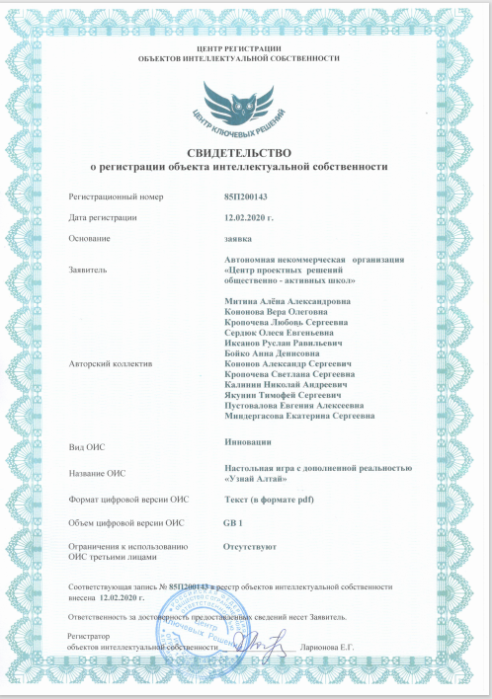 ЦЕНТР РЕГИСТРАЦИИ
ОБЪЕКТОВ ИНТЕЛЛЕКТУАЛЬНОЙ СОБСТВЕННОСТИ
ЦЕНТР КЛЮЧЕВЫХ РЕШЕНИЙ
СВИДЕТЕЛЬСТВО
о регистрации объекта интеллектуальной собственности
Регистрационный номер 85П200143
Дата регистрации 12.02.2020 г.
Основание заявка
Автономная некоммерческая организация
Заявитель «Центр проектных решений
общественно - активных школ»
Митина Алёна Александровна
Кононова Вера Олеговна
Кропочева Любовь Сергеевна
Сердюк Олеся Евгеньевна
Иксанов Руслан Равильевич
Бойко Анна Денисовна
Авторский коллектив Кононов Александр Сергеевич
Кропочева Светлана Сергеевна
Калинин Николай Андреевич
Якунин Тимофей Сергеевич
Пустовалова Евгения Алексеевна
Миндергасова Екатерина Сергеевна
Вид ОИС Инновации
Название ОИС Настольная игра с дополненной реальностью
«Узнай Алтай»
Формат цифровой версии ОИС Текст (в формате pdf)
Объем цифровой версии ОИС GB 1
Ограничения к использованию Отсутствуют
ОИС третьими лицами
Соответствующая запись № 85П200143 в реестр объектов интеллектуальной собственности
внесена 12.02.2020 г.
Ответственность за достоверность предоставленных сведений несет Заявитель.
Регистратор
объектов интеллектуальной собственности Ларионова Е.Г.
Центр
Ключевых Решений